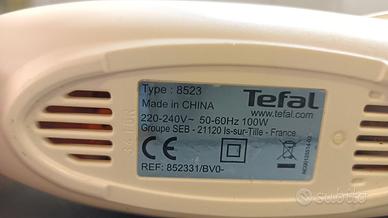 Type : 8523
Made in CHINA
Tefal
www.tefal.com
220-240V~ 50-60Hz 100W
Groupe SEB - 21120 Is-sur-Tille - France
CE
REF: 852331/BV0-
subito